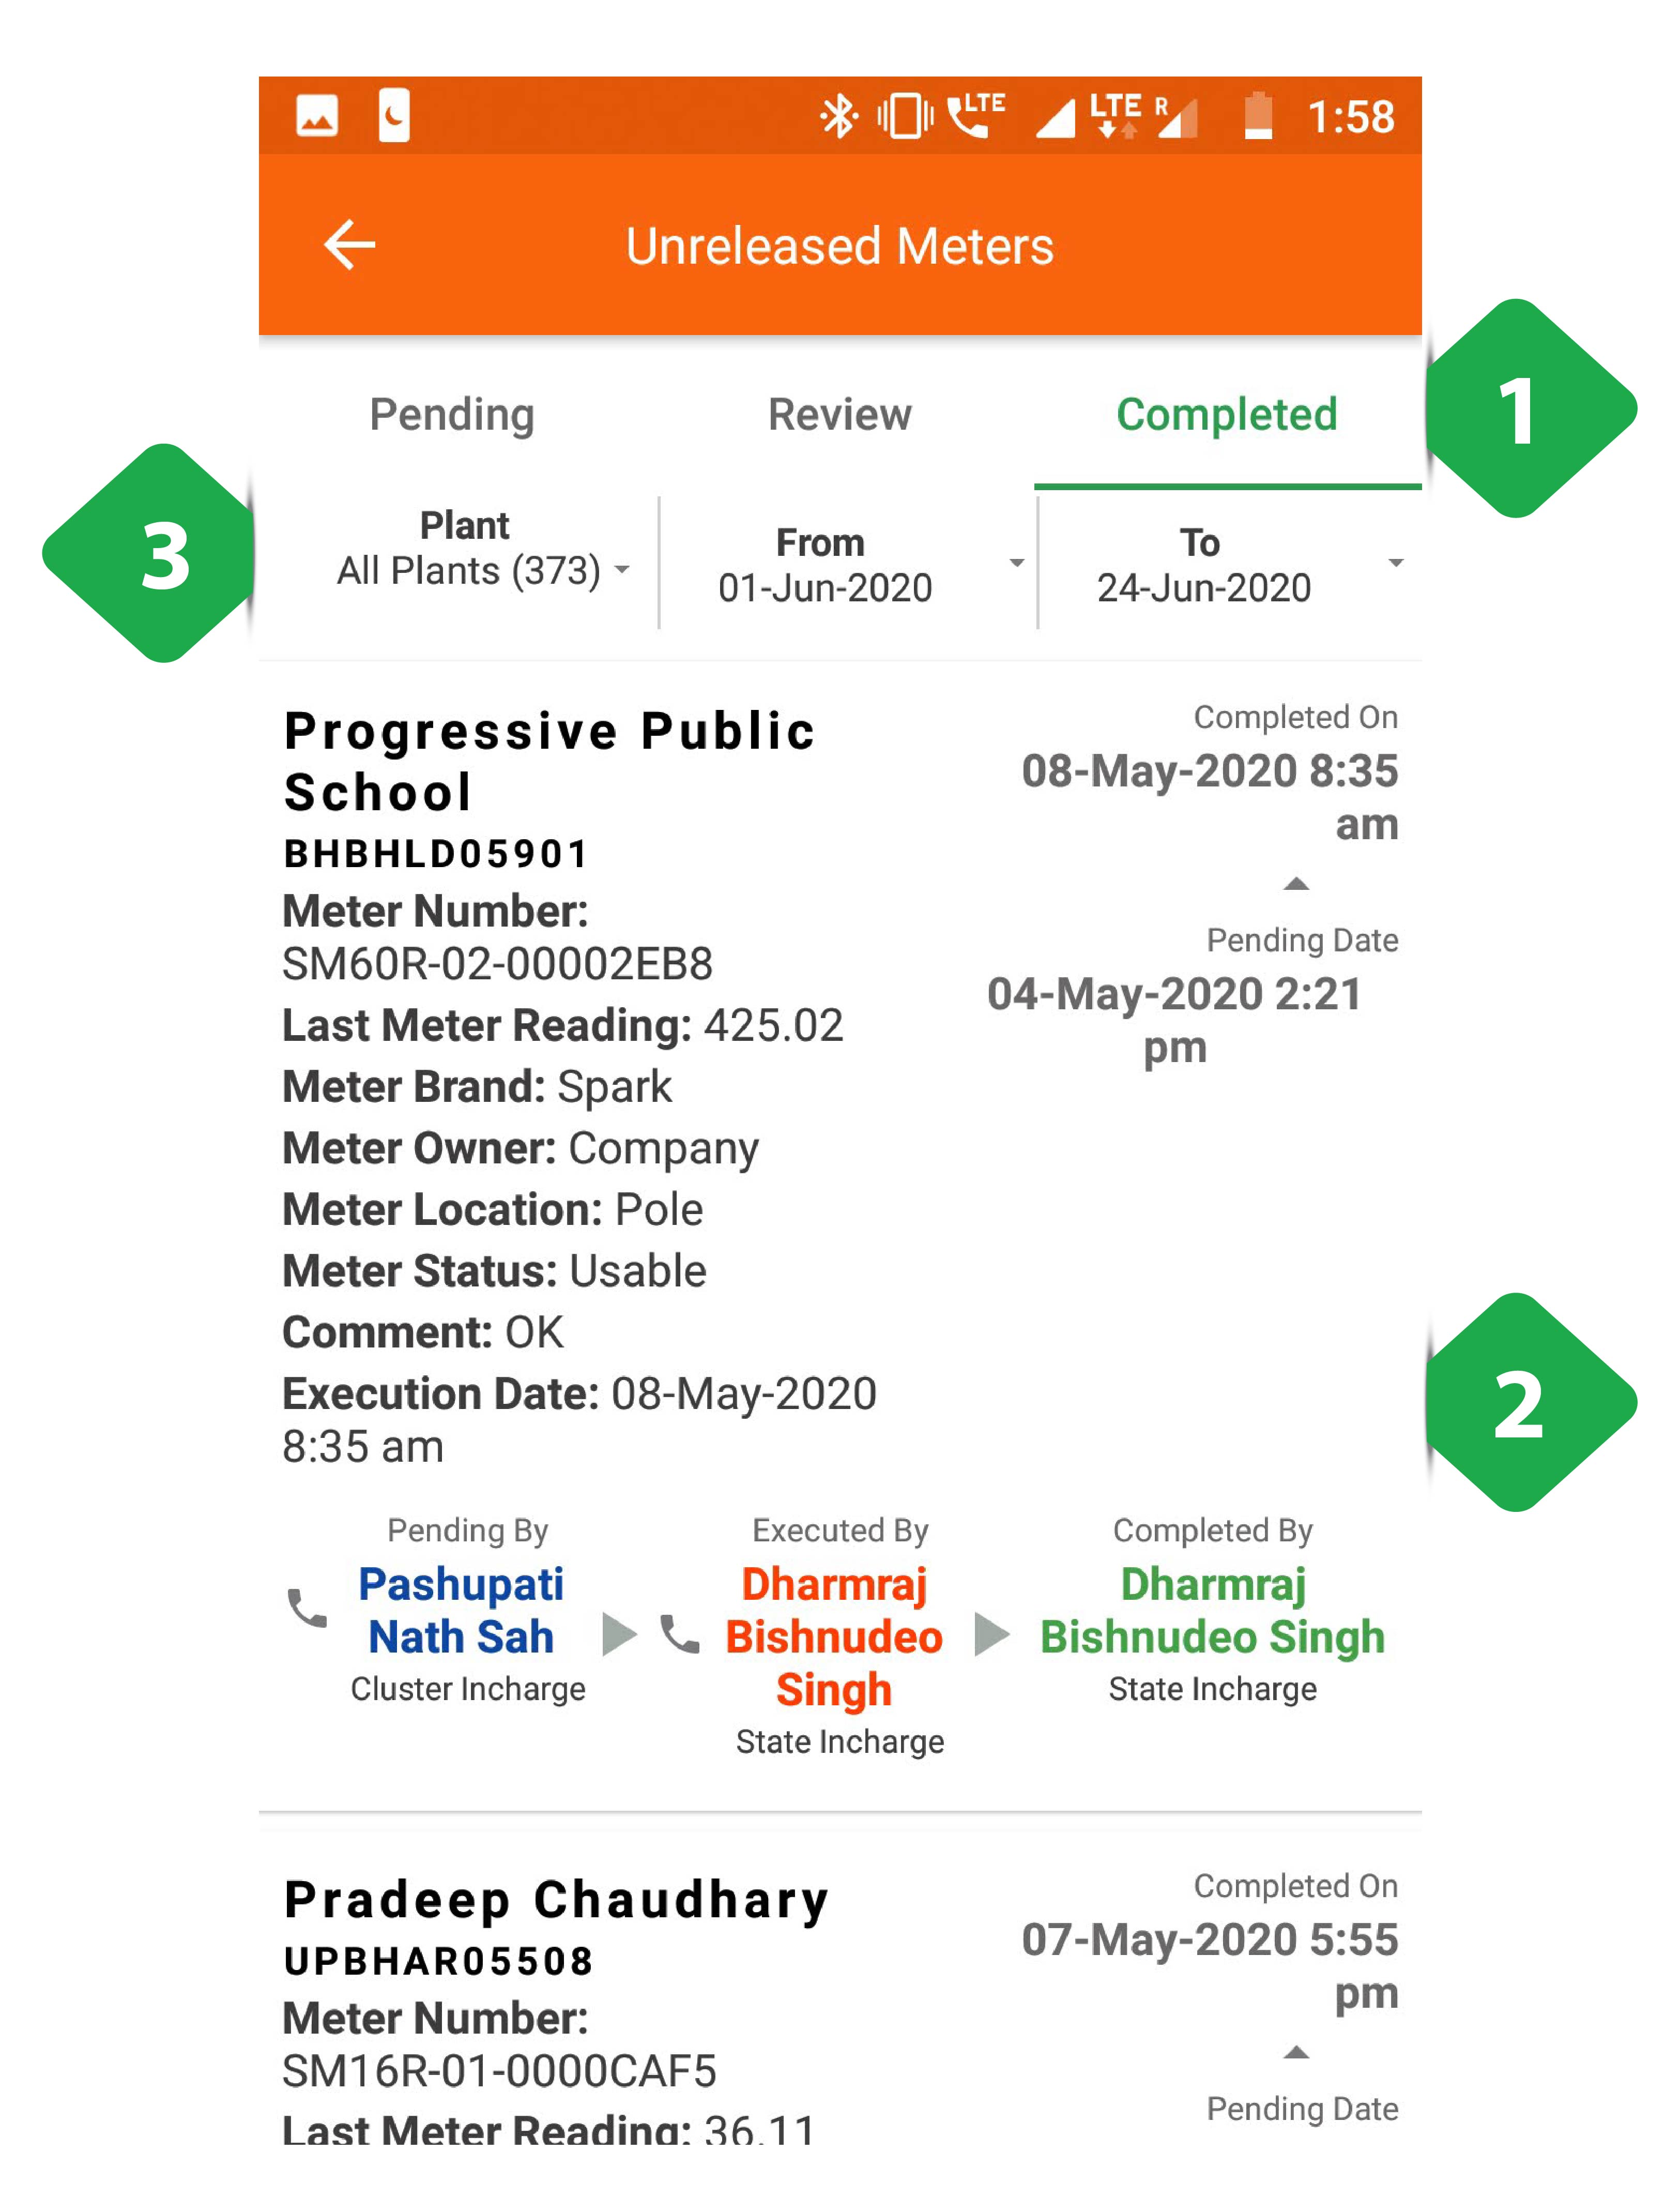 LTE LTE R 1:58
Unreleased Meters
1
Pending Review Completed
3
Plant
All Plants (373)
From
01-Jun-2020
To
24-Jun-2020
Progressive Public
School
BHBHLD05901
Meter Number:
SM60R-02-00002EB8
Last Meter Reading: 425.02
Meter Brand: Spark
Meter Owner: Company
Meter Location: Pole
Meter Status: Usable
Comment: OK
Execution Date: 08-May-2020
8:35 am
Completed On
08-May-2020 8:35
am
Pending Date
04-May-2020 2:21
pm
2
Pending By
Pashupati
Nath Sah
Cluster Incharge
Executed By
Dharmraj
Bishnudeo
Singh
State Incharge
Completed By
Dharmraj
Bishnudeo Singh
State Incharge
Pradeep Chaudhary
UPBHAR05508
Meter Number:
SM16R-01-0000CAF5
Last Meter Reading: 36.11
Completed On
07-May-2020 5:55
pm
Pending Date